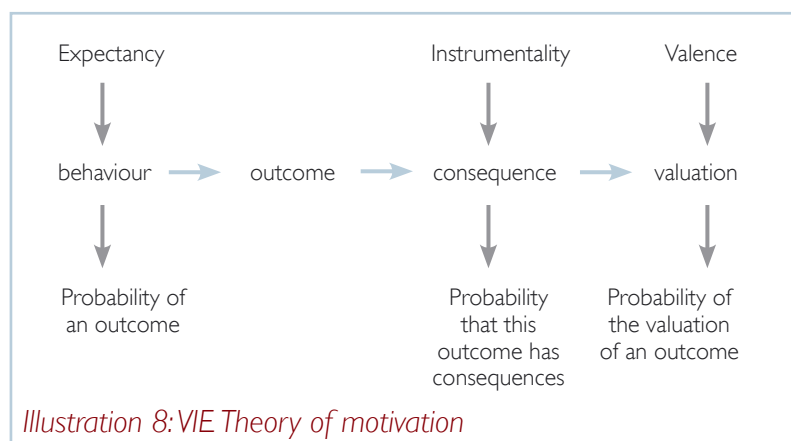 Expectancy
Instrumentality
Valence
behaviour
outcome
consequence
valuation
Probability of
an outcome
Probability
that this
outcome has
consequences
Probability of
the valuation
of an outcome
Illustration 8: VIE Theory of motivation